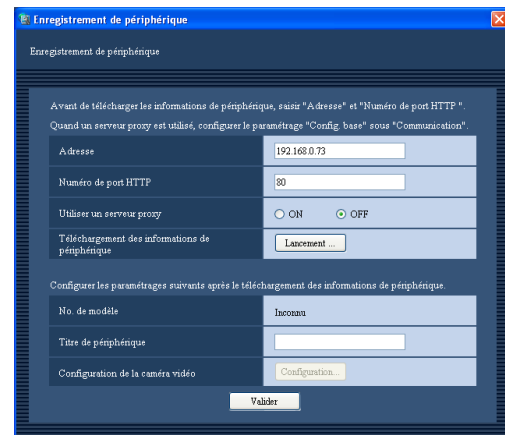 Enregistrement de périphérique
Enregistrement de périphérique
Avant de télécharger les informations de périphérique, saisir "Adresse" et "Numéro de port HTTP ".
Quand un serveur proxy est utilisé, configurer le paramétrage "Config. base" sous "Communication".
Adresse
192.168.0.73
Numéro de port HTTP
80
Utiliser un serveur proxy
ON OFF
Téléchargement des informations de
périphérique
Lancement ...
Configurer les paramétrages suivants après le téléchargement des informations de périphérique.
No. de modèle
Inconnu
Titre de périphérique
Configuration de la caméra vidéo
Configuration...
Valider